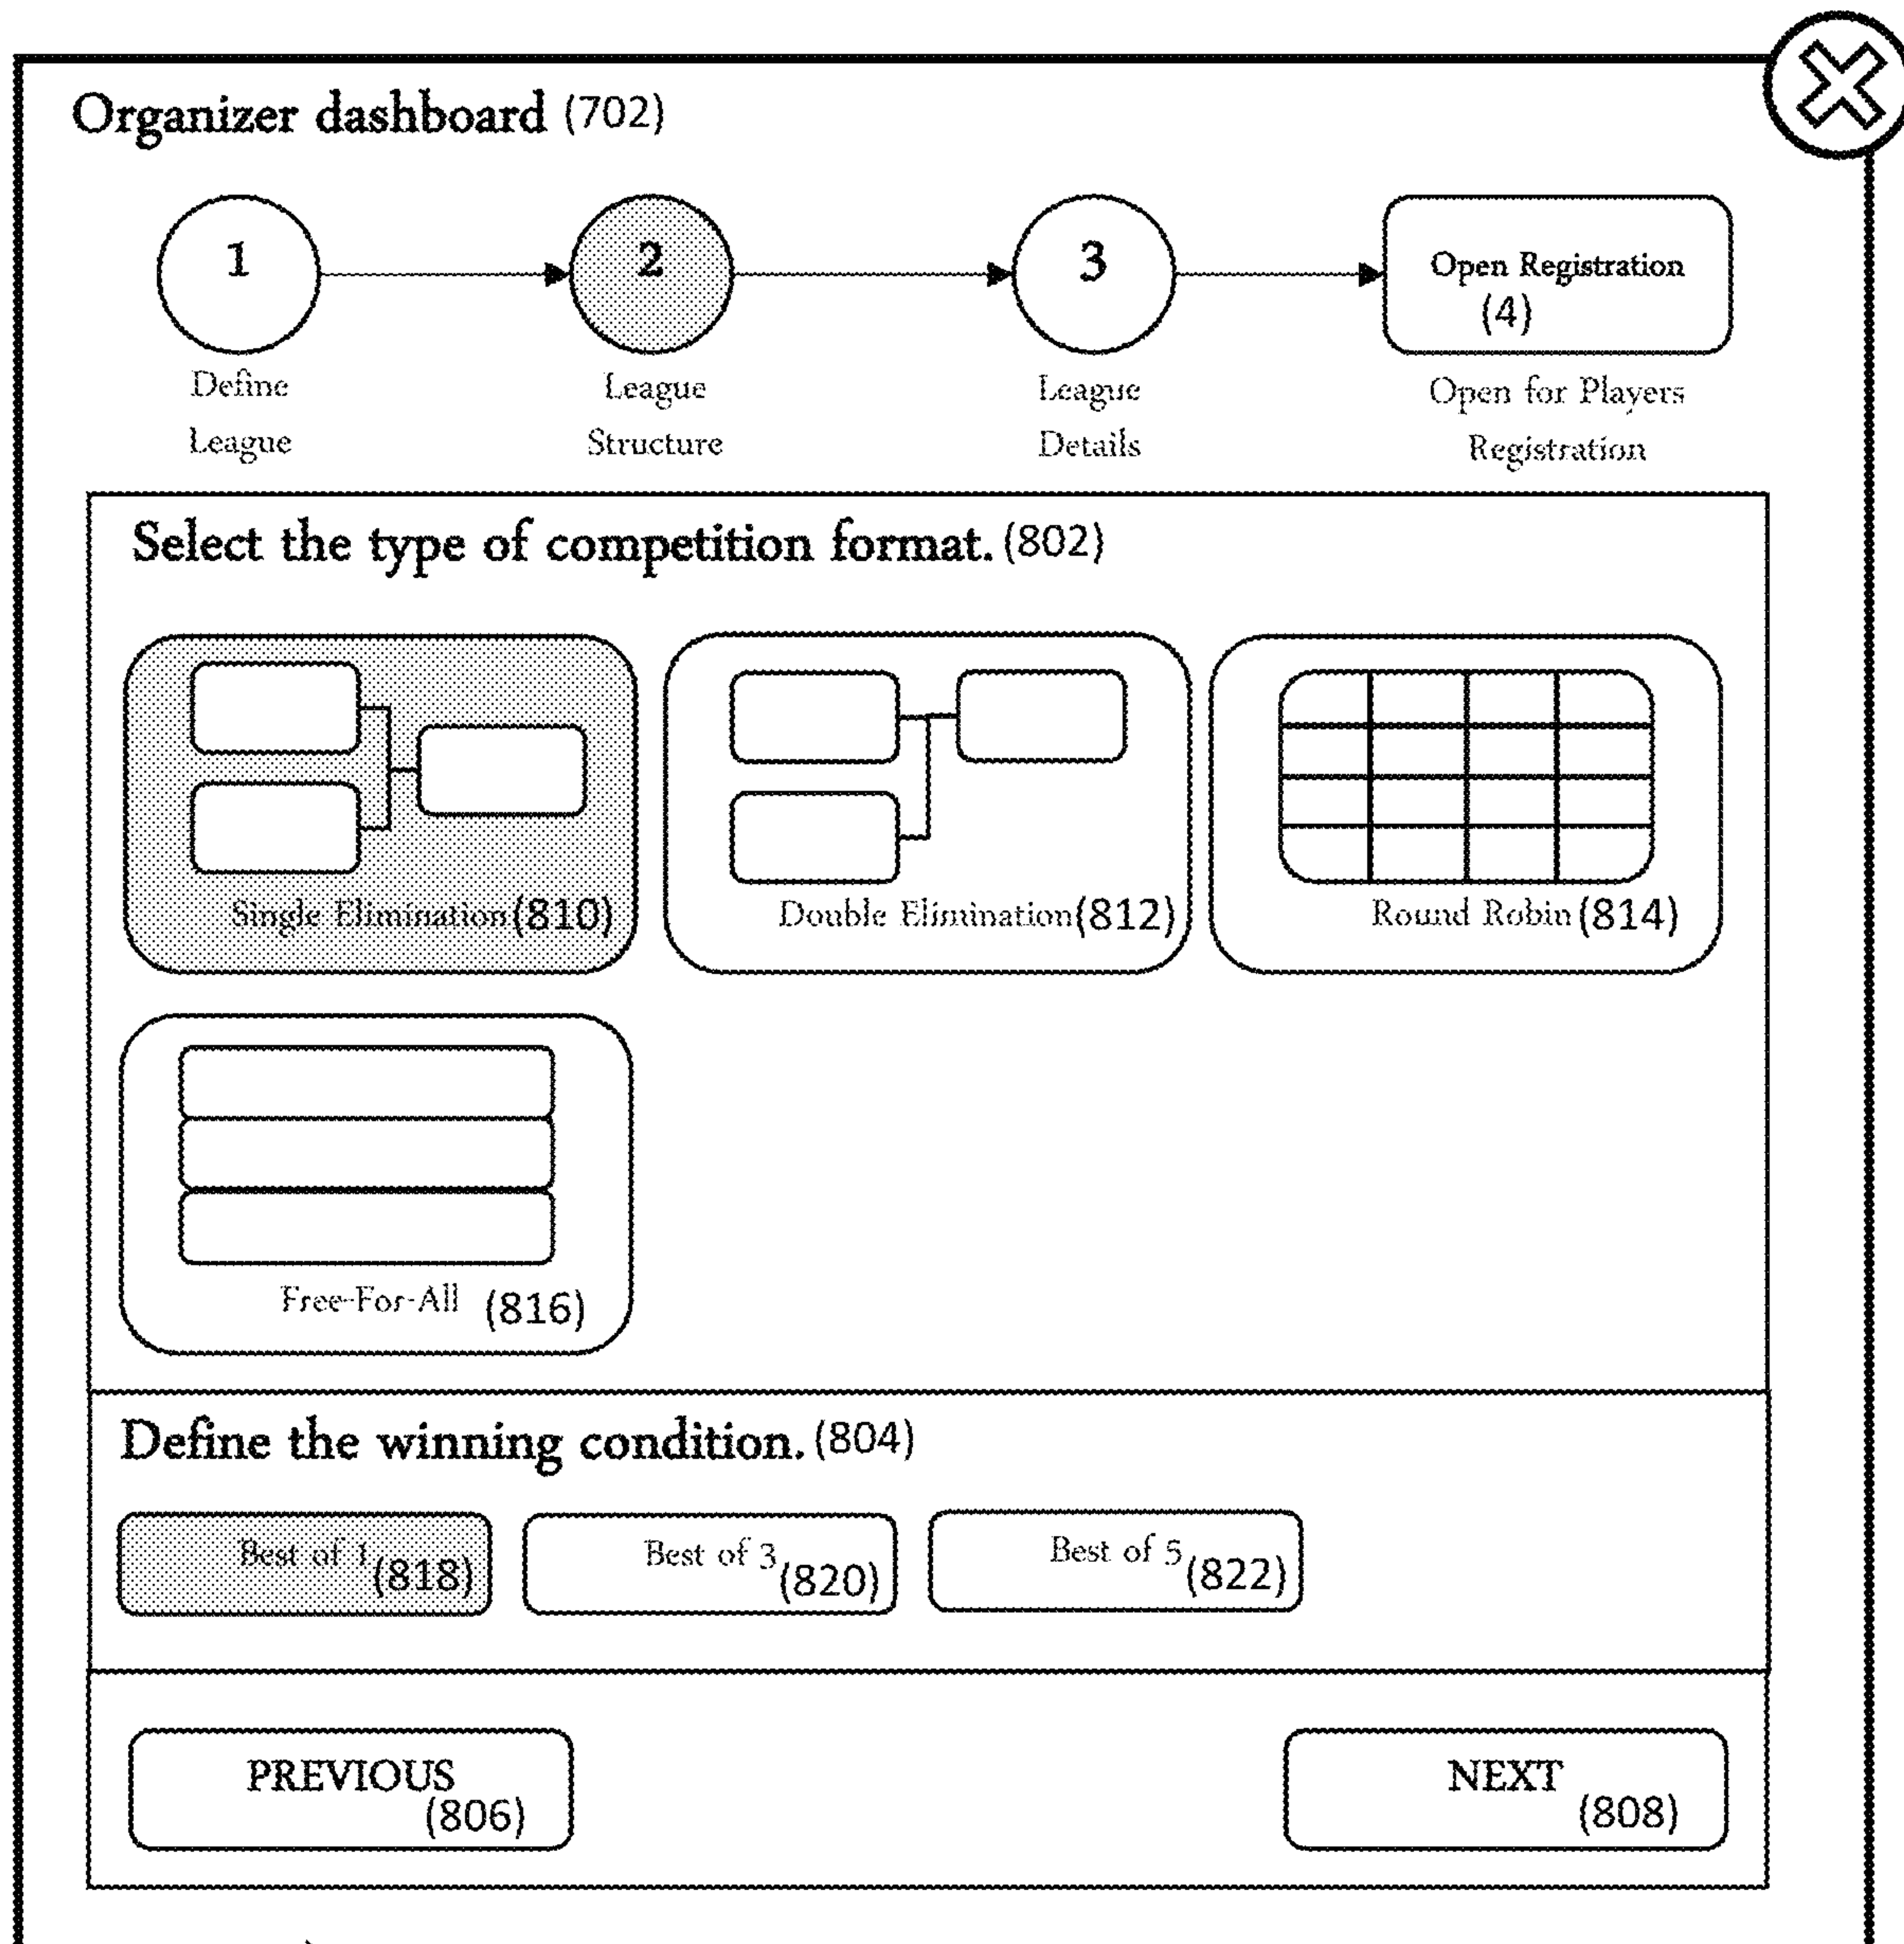 Organizer dashboard (702)
1
2
3
Open Registration
(4)
Define
League
League
Structure
League
Details
Open for Players
Registration
Select the type of competition format. (802)
Single Elimination (810)
Double Elimination (812)
Round Robin (814)
Free-For-All (816)
Define the winning condition. (804)
Best of 1 (818)
Best of 3 (820)
Best of 5 (822)
PREVIOUS
(806)
NEXT
(808)